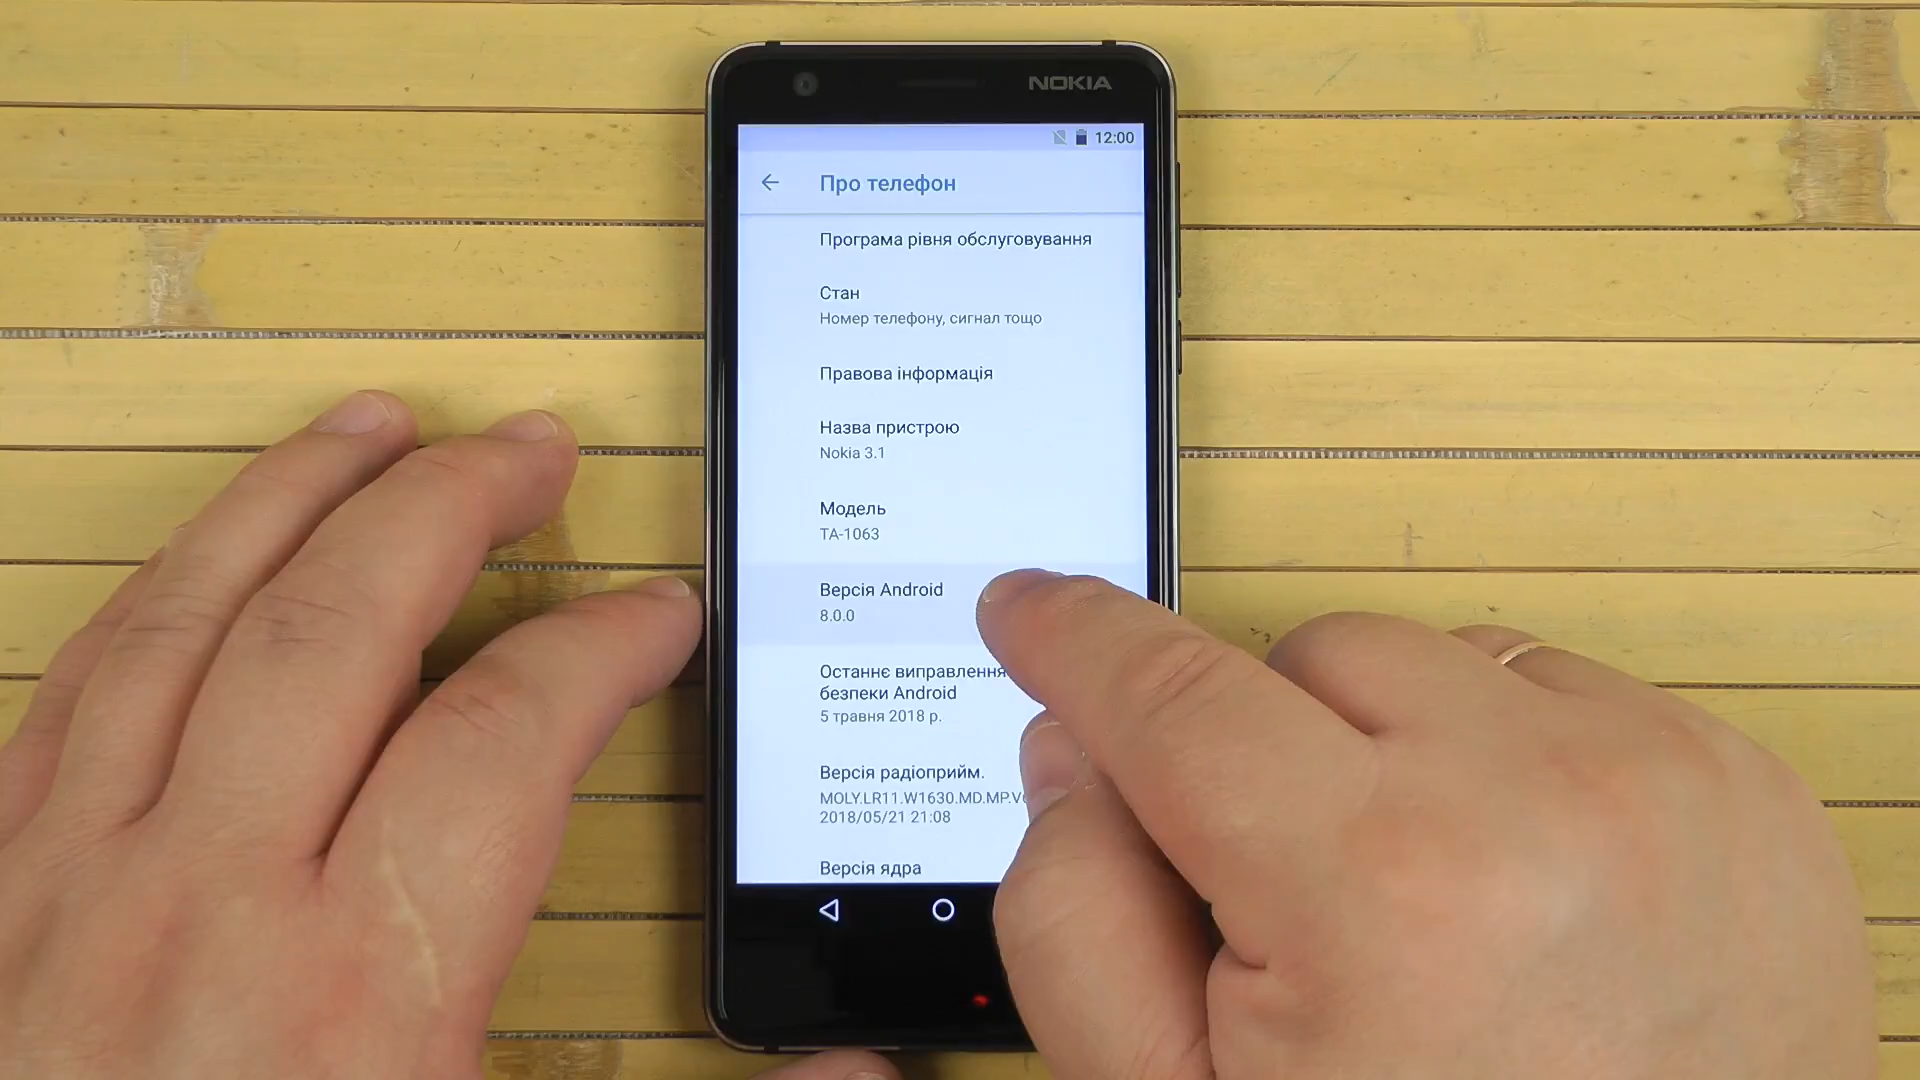 NOKIA
12:00
Про телефон
Програма рівня обслуговування
Стан
Номер телефону, сигнал тощо
Правова інформація
Назва пристрою
Nokia 3.1
Модель
TA-1063
Версія Android
8.0.0
Останнє виправлення
безпеки Android
5 травня 2018 р.
Версія радіоприйм.
MOLY.LR11.W1630.MD.MP.V
2018/05/21 21:08
Версія ядра